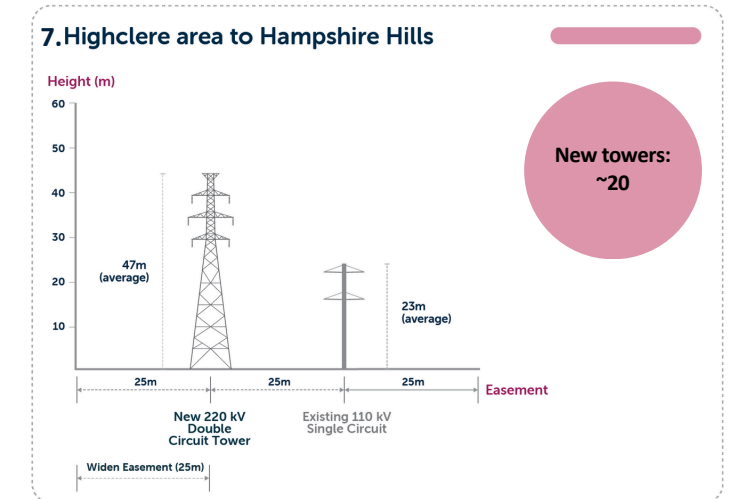 7.Highclere area to Hampshire Hills
Height (m)
60
50
40
30
20
10
New towers:
~20
47m
(average)
23m
(average)
25m
25m
25m
Easement
New 220 kV
Double
Circuit Tower
Existing 110 kV
Single Circuit
Widen Easement (25m)